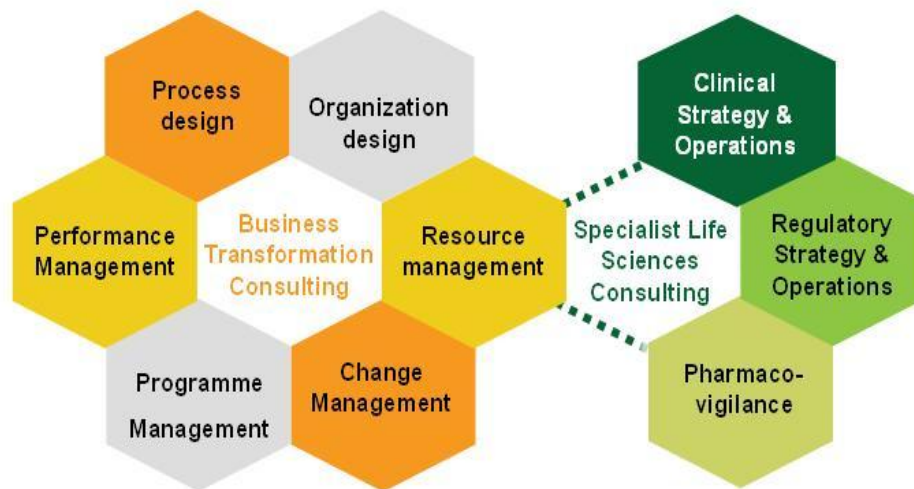 Process
design
Organization
design
Performance
Management
Business
Transformation
Consulting
Resource
management
Programme
Management
Change
Management
Clinical
Strategy &
Operations
Specialist Life
Sciences
Consulting
Regulatory
Strategy &
Operations
Pharmaco-
vigilance